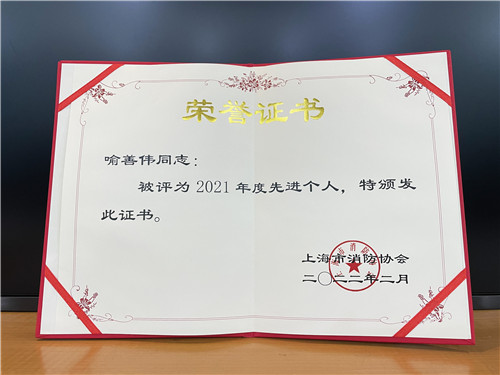 荣誉证书
喻善伟同志：
被评为2021年度先进个人，特颁发
此证书。
上海市消防协会
二〇二二年二月